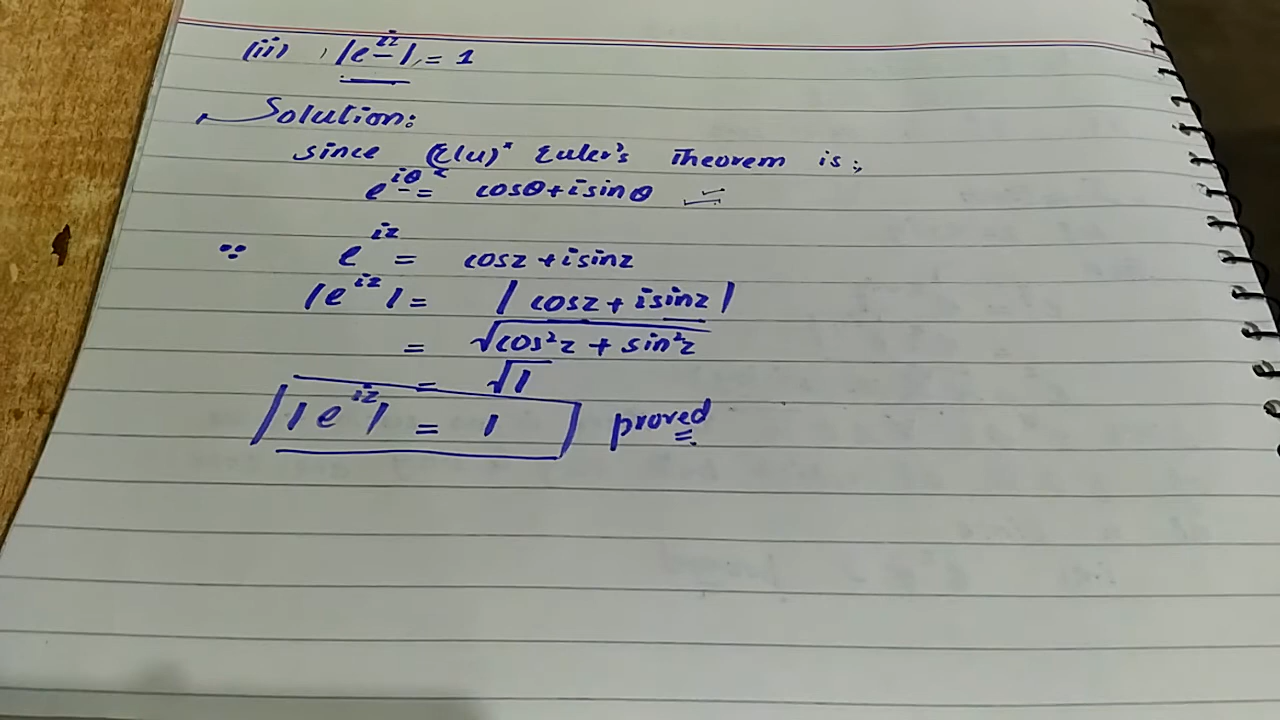 (ii) |e^{iz}| = 1
Solution:
since Euler's Theorem is;
e^{iθ} = cosθ+isinθ
∵ e^{iz} = cosz+isinz
|e^{iz}| = |cosz+isinz|
= √cos²z + sin²z
= √1
|e^{iz}| = 1 proved